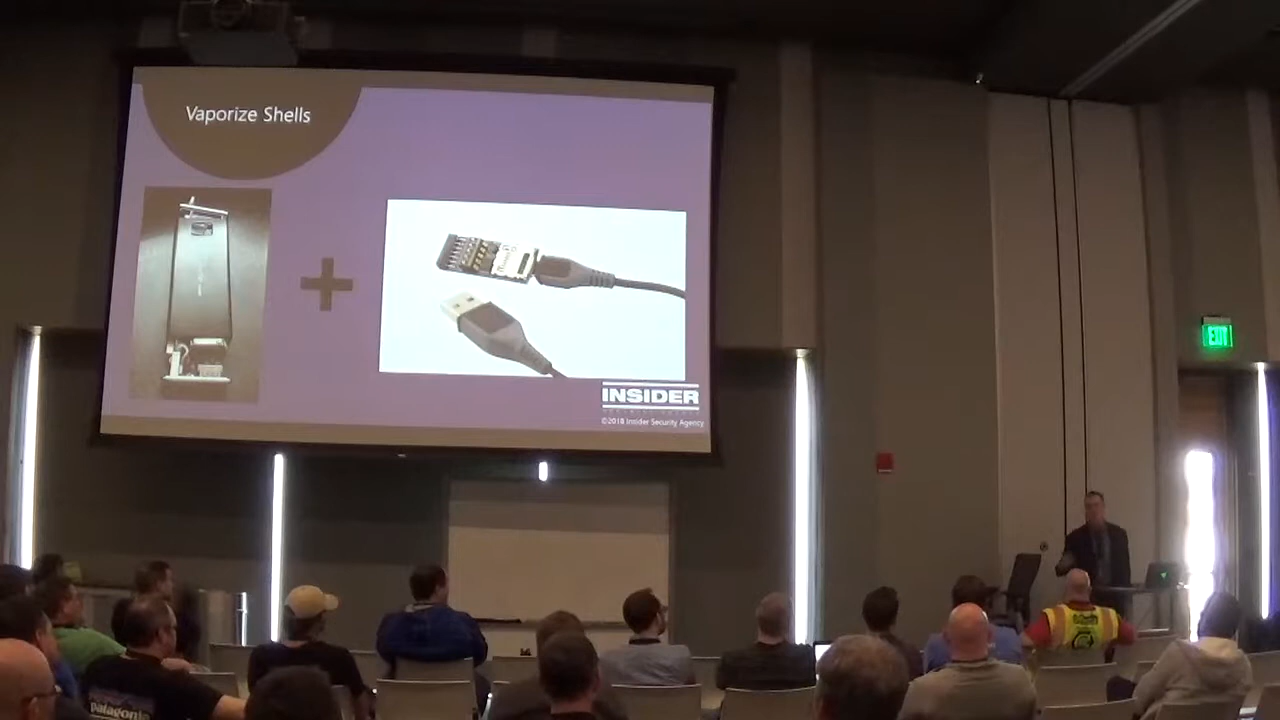 Vaporize Shells
INSIDER
©2018 Insider Security Agency
EXIT
patagonia